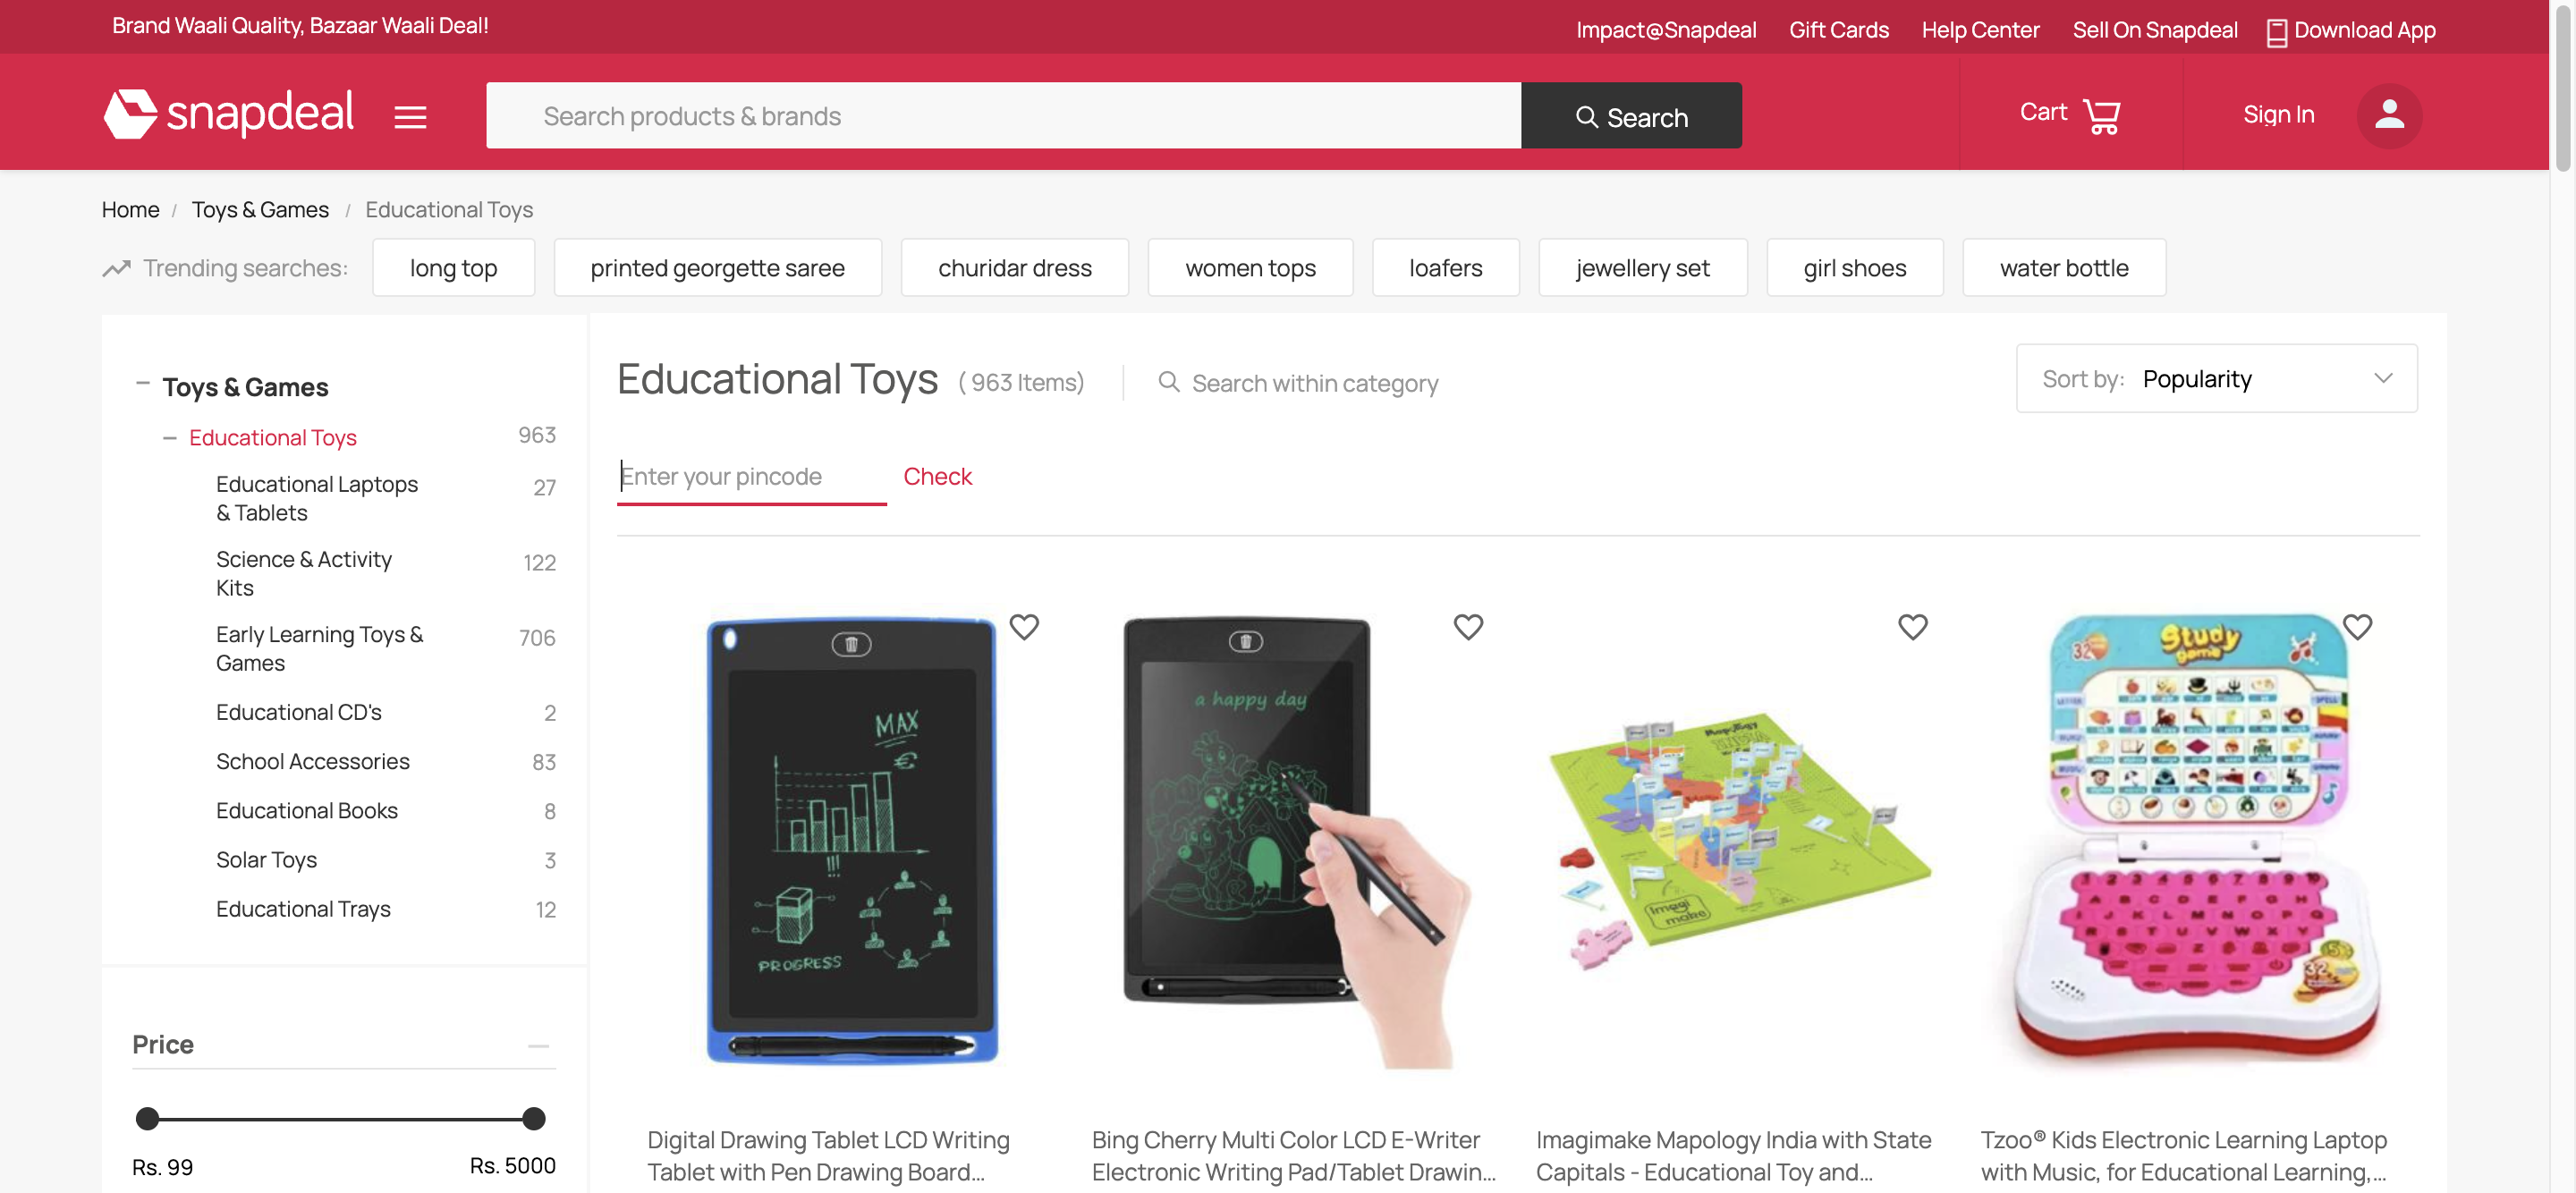 Brand Waali Quality, Bazaar Waali Deal!
Impact@Snapdeal Gift Cards Help Center Sell On Snapdeal Download App
snapdeal
Search products & brands
Search
Cart
Sign In
Home / Toys & Games / Educational Toys
Trending searches: long top printed georgette saree churidar dress women tops loafers jewellery set girl shoes water bottle
Toys & Games
Educational Toys 963
Educational Laptops
& Tablets 27
Science & Activity
Kits 122
Early Learning Toys &
Games 706
Educational CD's 2
School Accessories 83
Educational Books 8
Solar Toys 3
Educational Trays 12
Price
Rs. 99 Rs. 5000
Educational Toys ( 963 Items)
Search within category
Sort by: Popularity
Enter your pincode Check
MAX
€
!!!
PROGRESS
a happy day
Mapology
INDIA
Imagi
make
32
Study
game
32
Digital Drawing Tablet LCD Writing
Tablet with Pen Drawing Board...
Bing Cherry Multi Color LCD E-Writer
Electronic Writing Pad/Tablet Drawin...
Imagimake Mapology India with State
Capitals - Educational Toy and...
Tzoo® Kids Electronic Learning Laptop
with Music, for Educational Learning,...